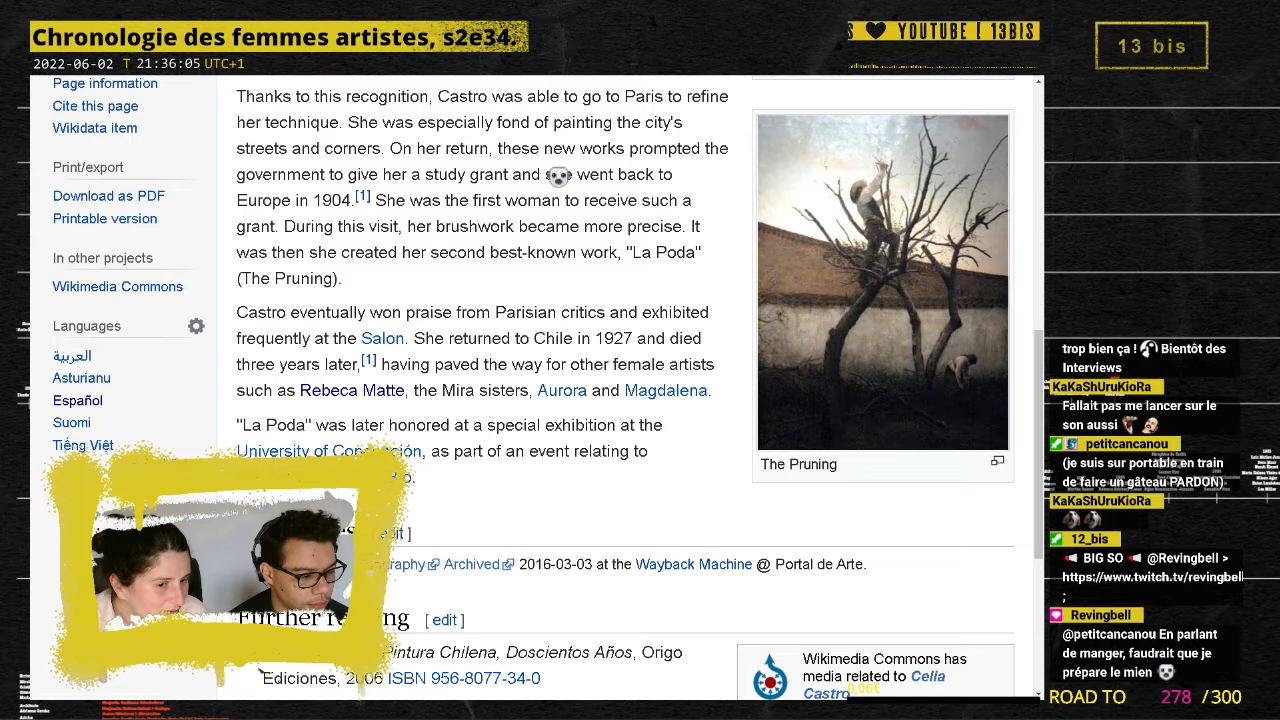 Chronologie des femmes artistes, s2e34.
2022-06-02 T 21:36:05 UTC+1
S ♥ YOUTUBE [ 13BIS
13 bis
Page information
Cite this page
Wikidata item
Print/export
Download as PDF
Printable version
In other projects
Wikimedia Commons
Languages
العربية
Asturianu
Español
Suomi
Tiếng Việt
Thanks to this recognition, Castro was able to go to Paris to refine
her technique. She was especially fond of painting the city's
streets and corners. On her return, these new works prompted the
government to give her a study grant and went back to
Europe in 1904.[1] She was the first woman to receive such a
grant. During this visit, her brushwork became more precise. It
was then she created her second best-known work, "La Poda"
(The Pruning).
Castro eventually won praise from Parisian critics and exhibited
frequently at the Salon. She returned to Chile in 1927 and died
three years later,[1] having paved the way for other female artists
such as Rebeca Matte, the Mira sisters, Aurora and Magdalena.
"La Poda" was later honored at a special exhibition at the
University of Concepción, as part of an event relating to
The Pruning
Archived 2016-03-03 at the Wayback Machine @ Portal de Arte.
Further [ edit ]
Pintura Chilena, Doscientos Años, Origo
Ediciones, 2006 ISBN 956-8077-34-0
Wikimedia Commons has
media related to Celia
Castro
0,00€
trop bien ça ! Bientôt des
Interviews
KaKaShUruKioRa
Fallait pas me lancer sur le
son aussi
petitcancanou
(je suis sur portable en train
de faire un gâteau PARDON)
KaKaShUruKioRa
12_bis
BIG SO @Revingbell >
https://www.twitch.tv/revingbell
;
Revingbell
@petitcancanou En parlant
de manger, faudrait que je
prépare le mien
ROAD TO 278 / 300